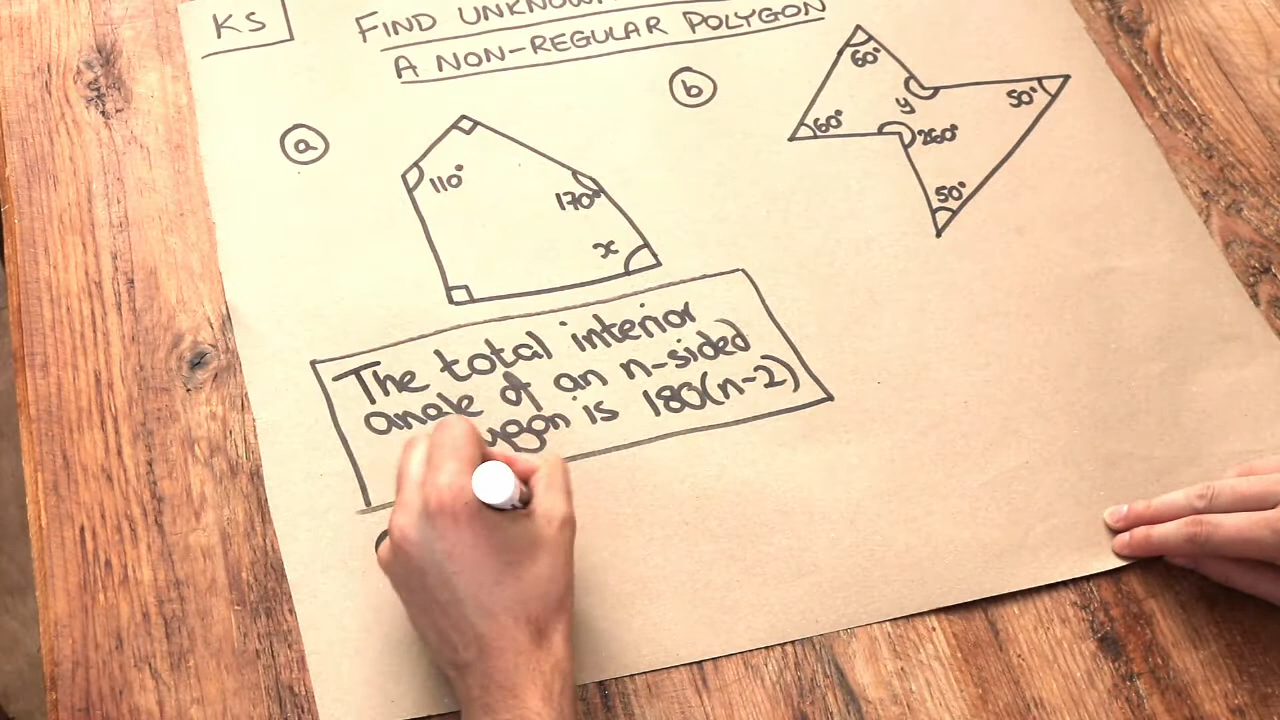 KS
FIND UNKNOWN
A NON-REGULAR POLYGON
a
110°
170°
x
b
60°
60°
y
50°
260°
50°
The total interior
angle of an n-sided
is 180(n-2)